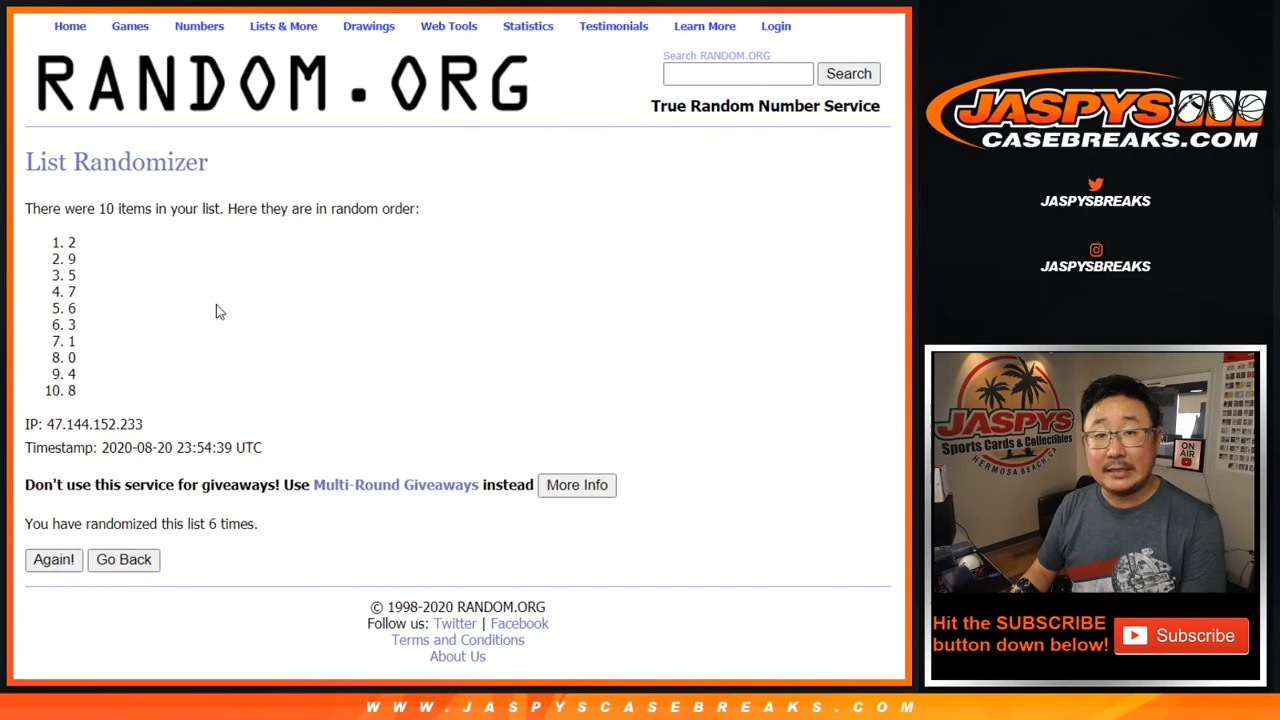 Home Games Numbers Lists & More Drawings Web Tools Statistics Testimonials Learn More Login
RANDOM.ORG
Search RANDOM.ORG
Search
True Random Number Service
List Randomizer
There were 10 items in your list. Here they are in random order:
1. 2
2. 9
3. 5
4. 7
5. 6
6. 3
7. 1
8. 0
9. 4
10. 8
IP: 47.144.152.233
Timestamp: 2020-08-20 23:54:39 UTC
Don't use this service for giveaways! Use Multi-Round Giveaways instead More Info
You have randomized this list 6 times.
Again! Go Back
© 1998-2020 RANDOM.ORG
Follow us: Twitter | Facebook
Terms and Conditions
About Us
JASPYS
CASEBREAKS.COM
JASPYSBREAKS
JASPYSBREAKS
JASPYS
Sports Cards & Collectibles
HERMOSA BEACH, CA
ON
AIR
Hit the SUBSCRIBE
button down below!
Subscribe
WWW.JASPYSCASEBREAKS.COM